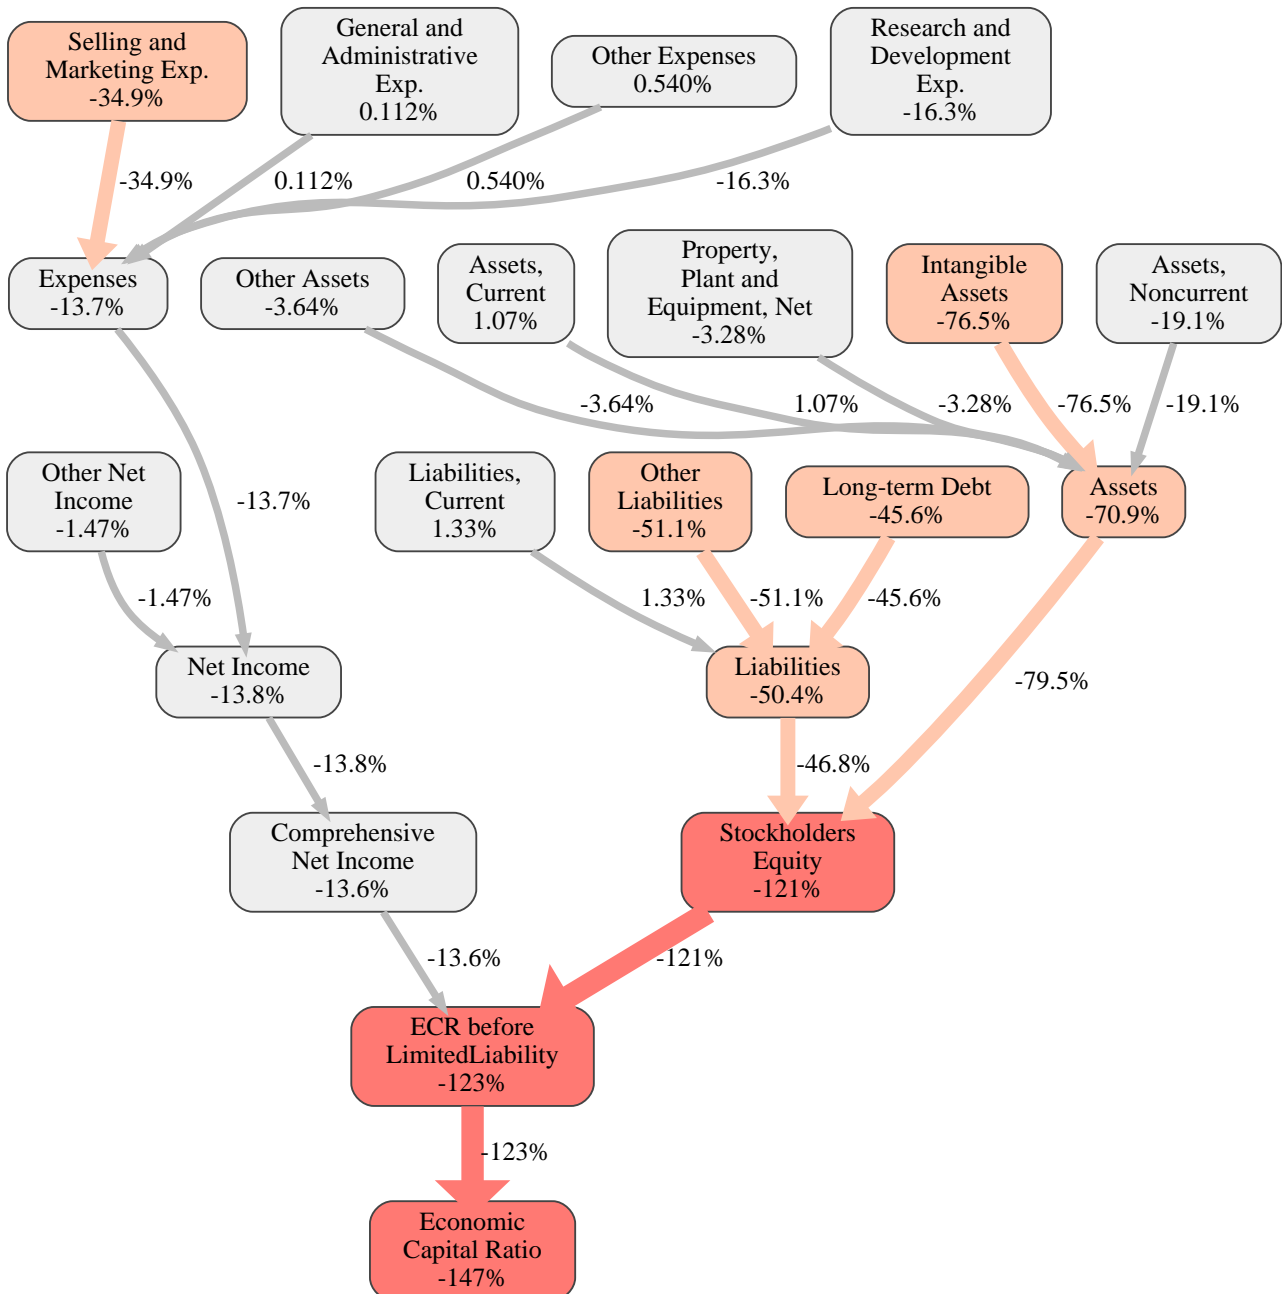 Selling and
Marketing Exp.
-34.9%
General and
Administrative
Exp.
0.112%
Other Expenses
0.540%
Research and
Development
Exp.
-16.3%
-34.9%
0.112%
0.540%
-16.3%
Expenses
-13.7%
Other Assets
-3.64%
Assets,
Current
1.07%
Property,
Plant and
Equipment, Net
-3.28%
Intangible
Assets
-76.5%
Assets,
Noncurrent
-19.1%
-3.64%
1.07%
-3.28%
-76.5%
-19.1%
Other Net
Income
-1.47%
-13.7%
Liabilities,
Current
1.33%
Other
Liabilities
-51.1%
Long-term Debt
-45.6%
Assets
-70.9%
-1.47%
1.33%
-51.1%
-45.6%
Net Income
-13.8%
Liabilities
-50.4%
-79.5%
-13.8%
-46.8%
Comprehensive
Net Income
-13.6%
Stockholders
Equity
-121%
-13.6%
-121%
ECR before
LimitedLiability
-123%
-123%
Economic
Capital Ratio
-147%